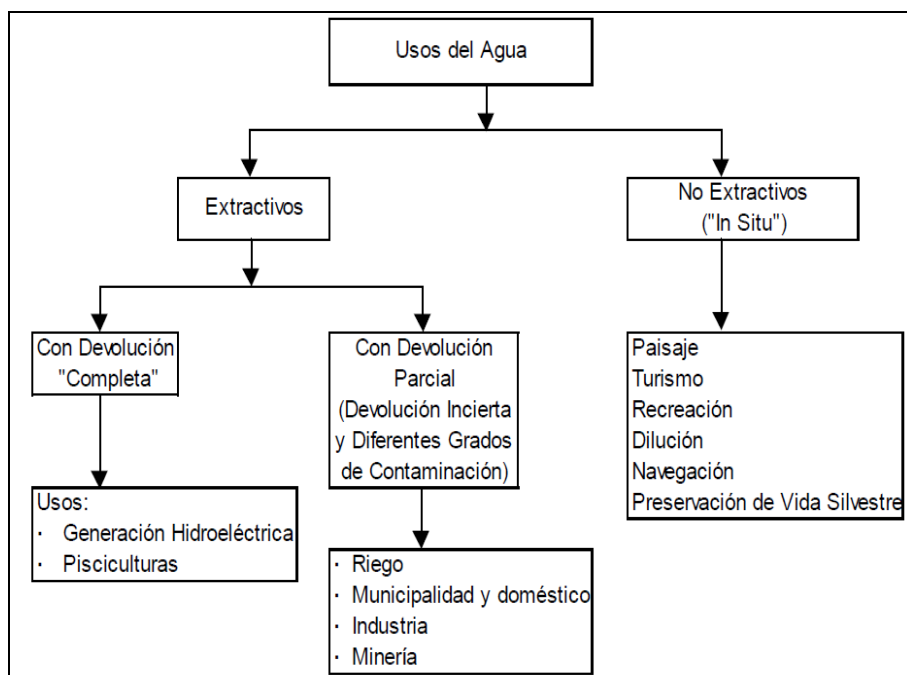 Usos del Agua
Extractivos
No Extractivos
("In Situ")
Con Devolución
"Completa"
Con Devolución
Parcial
(Devolución Incierta
y Diferentes Grados
de Contaminación)
Paisaje
Turismo
Recreación
Dilución
Navegación
Preservación de Vida Silvestre
Usos:
· Generación Hidroeléctrica
· Pisciculturas
· Riego
· Municipalidad y doméstico
· Industria
· Minería